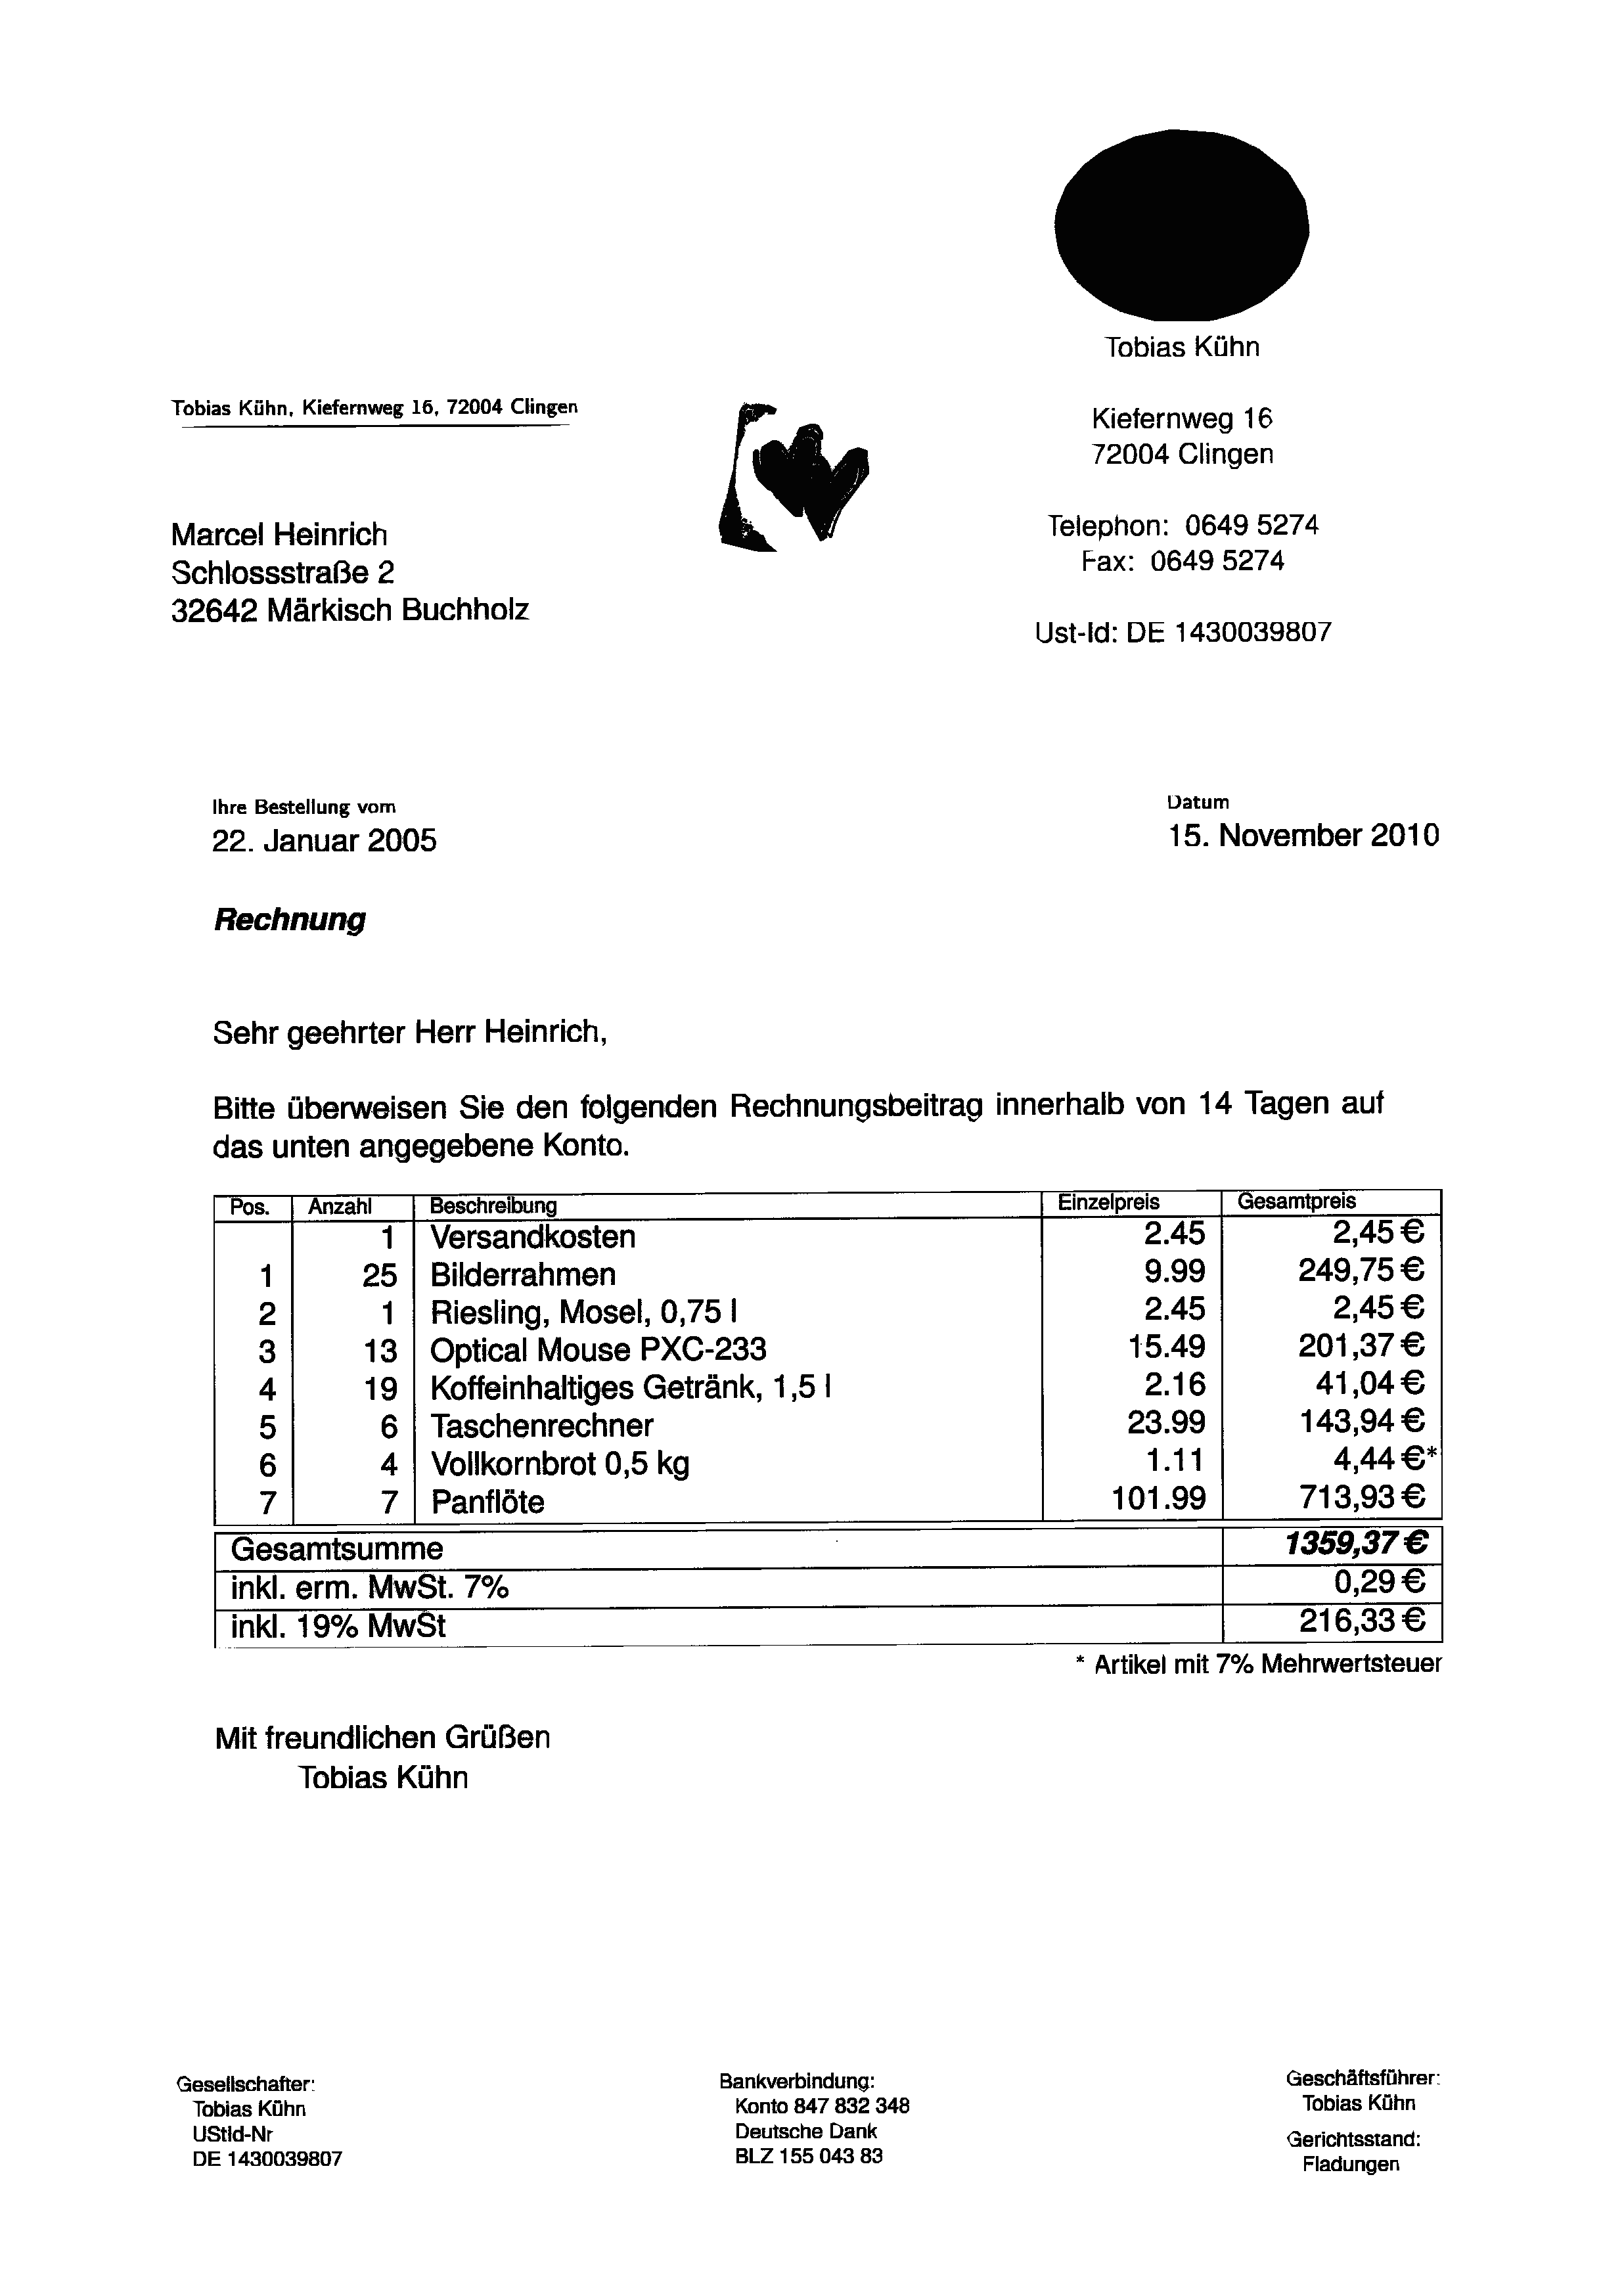 Tobias Kühn
Tobias Kühn, Kiefernweg 16, 72004 Clingen
Kiefernweg 16
72004 Clingen
Telephon: 0649 5274
Fax: 0649 5274
Ust-Id: DE 1430039807
Marcel Heinrich
Schlossstraße 2
32642 Märkisch Buchholz
Ihre Bestellung vom
22. Januar 2005
Datum
15. November 2010
Rechnung
Sehr geehrter Herr Heinrich,
Bitte überweisen Sie den folgenden Rechnungsbeitrag innerhalb von 14 Tagen auf
das unten angegebene Konto.
Pos. Anzahl Beschreibung Einzelpreis Gesamtpreis
1 Versandkosten 2.45 2,45 €
1 25 Bilderrahmen 9.99 249,75 €
2 1 Riesling, Mosel, 0,75 l 2.45 2,45 €
3 13 Optical Mouse PXC-233 15.49 201,37 €
4 19 Koffeinhaltiges Getränk, 1,5 l 2.16 41,04 €
5 6 Taschenrechner 23.99 143,94 €
6 4 Vollkornbrot 0,5 kg 1.11 4,44 €*
7 7 Panflöte 101.99 713,93 €
Gesamtsumme 1359,37 €
inkl. erm. MwSt. 7% 0,29 €
inkl. 19% MwSt 216,33 €
* Artikel mit 7% Mehrwertsteuer
Mit freundlichen Grüßen
Tobias Kühn
Gesellschafter:
Tobias Kühn
UStId-Nr
DE 1430039807
Bankverbindung:
Konto 847 832 348
Deutsche Dank
BLZ 155 043 83
Geschäftsführer:
Tobias Kühn
Gerichtsstand:
Fladungen